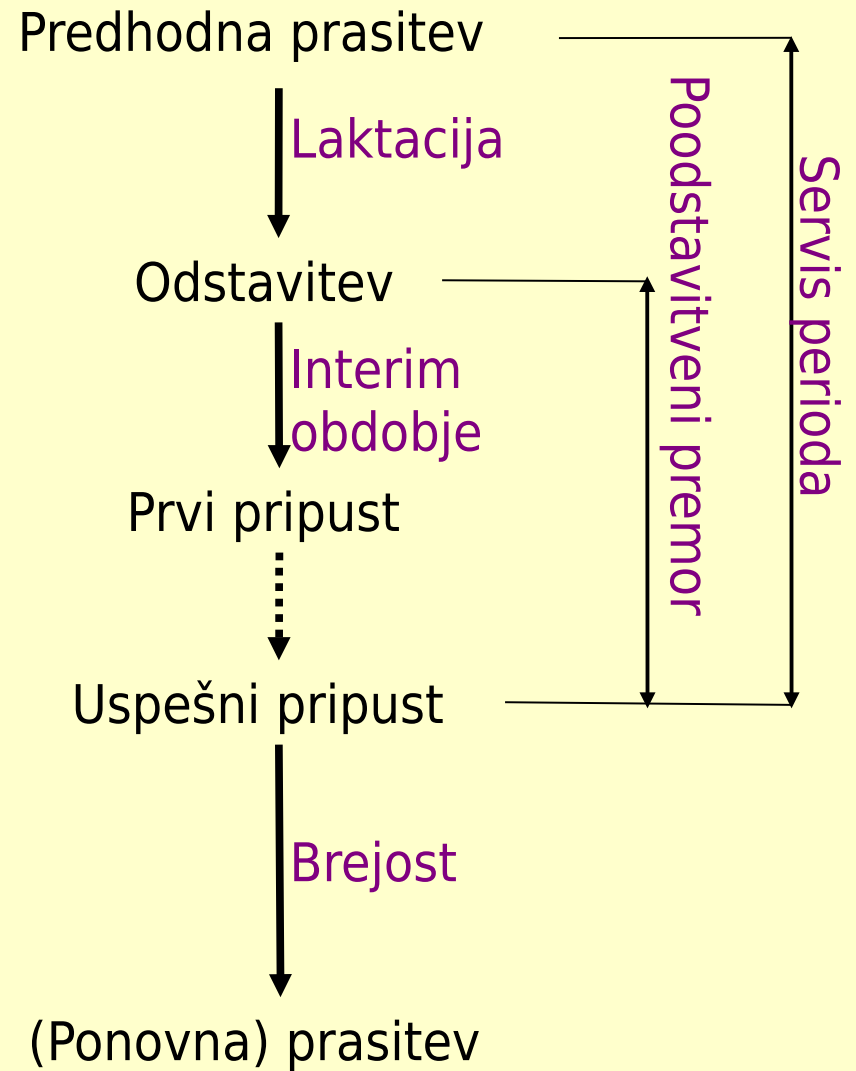 Predhodna prasitev
Laktacija
Odstavitev
Interim
obdobje
Prvi pripust
Uspešni pripust
Brejost
(Ponovna) prasitev
Poodstavitveni premor
Servis perioda